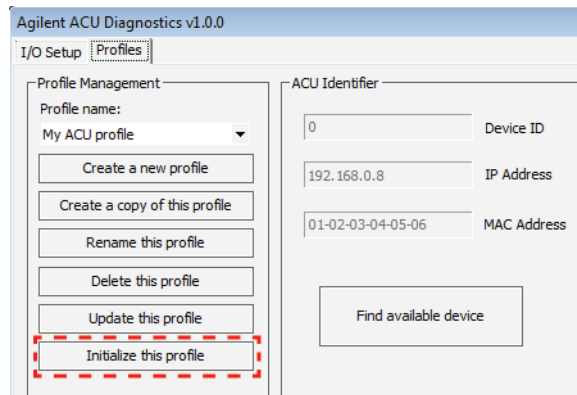 Agilent ACU Diagnostics v1.0.0
I/O Setup Profiles
Profile Management
Profile name:
My ACU profile
Create a new profile
Create a copy of this profile
Rename this profile
Delete this profile
Update this profile
Initialize this profile
ACU Identifier
0 Device ID
192.168.0.8 IP Address
01-02-03-04-05-06 MAC Address
Find available device